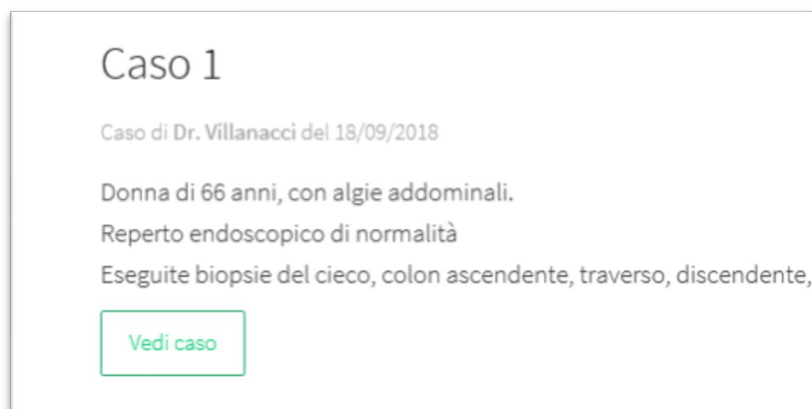 Caso 1
Caso di Dr. Villanacci del 18/09/2018
Donna di 66 anni, con algie addominali.
Reperto endoscopico di normalità
Eseguite biopsie del cieco, colon ascendente, traverso, discendente,
Vedi caso